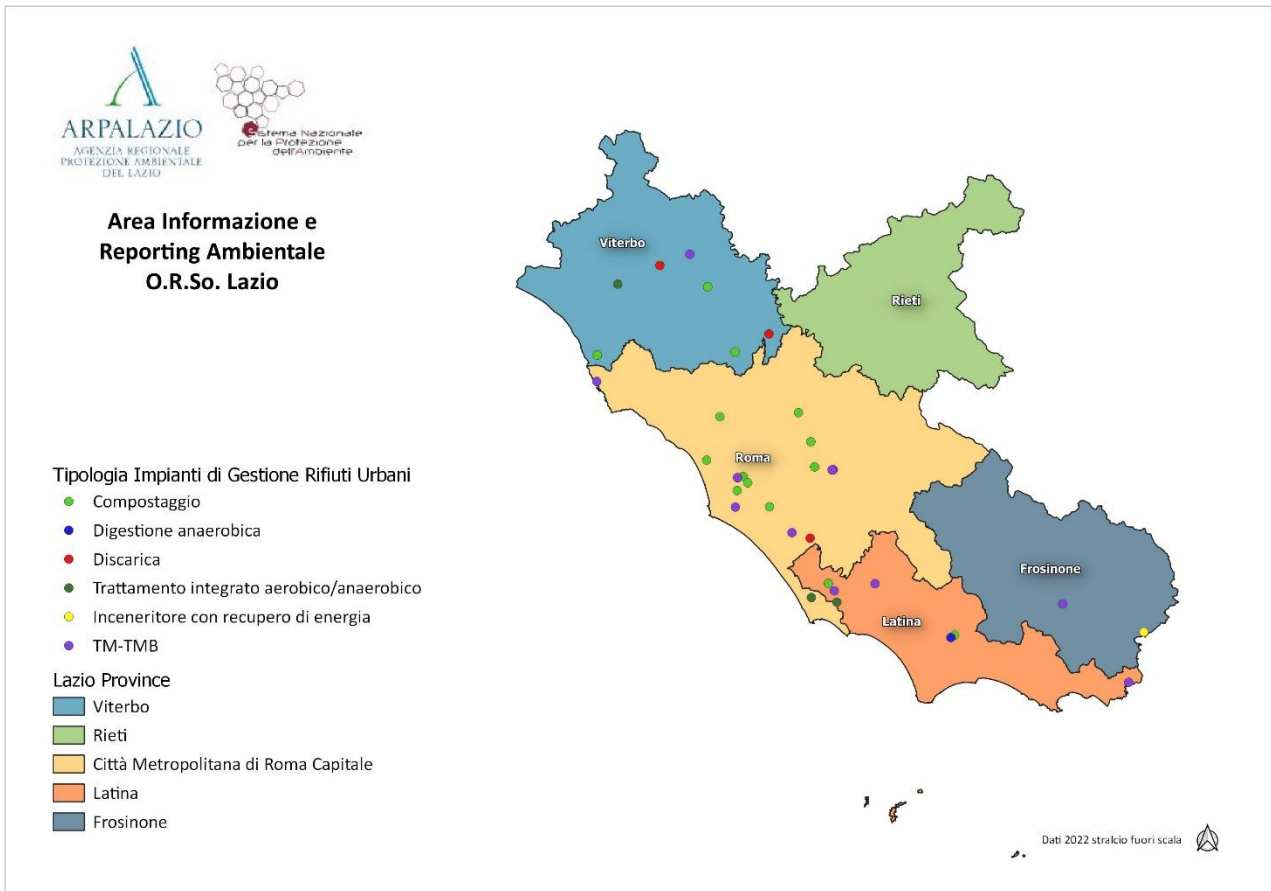 ARPALAZIO
AGENZIA REGIONALE
PROTEZIONE AMBIENTALE
DEL LAZIO
Sistema Nazionale
per la Protezione
dell'Ambiente
Area Informazione e
Reporting Ambientale
O.R.So. Lazio
Viterbo
Rieti
Roma
Frosinone
Latina
Tipologia Impianti di Gestione Rifiuti Urbani
Compostaggio
Digestione anaerobica
Discarica
Trattamento integrato aerobico/anaerobico
Inceneritore con recupero di energia
TM-TMB
Lazio Province
Viterbo
Rieti
Città Metropolitana di Roma Capitale
Latina
Frosinone
Dati 2022 stralcio fuori scala